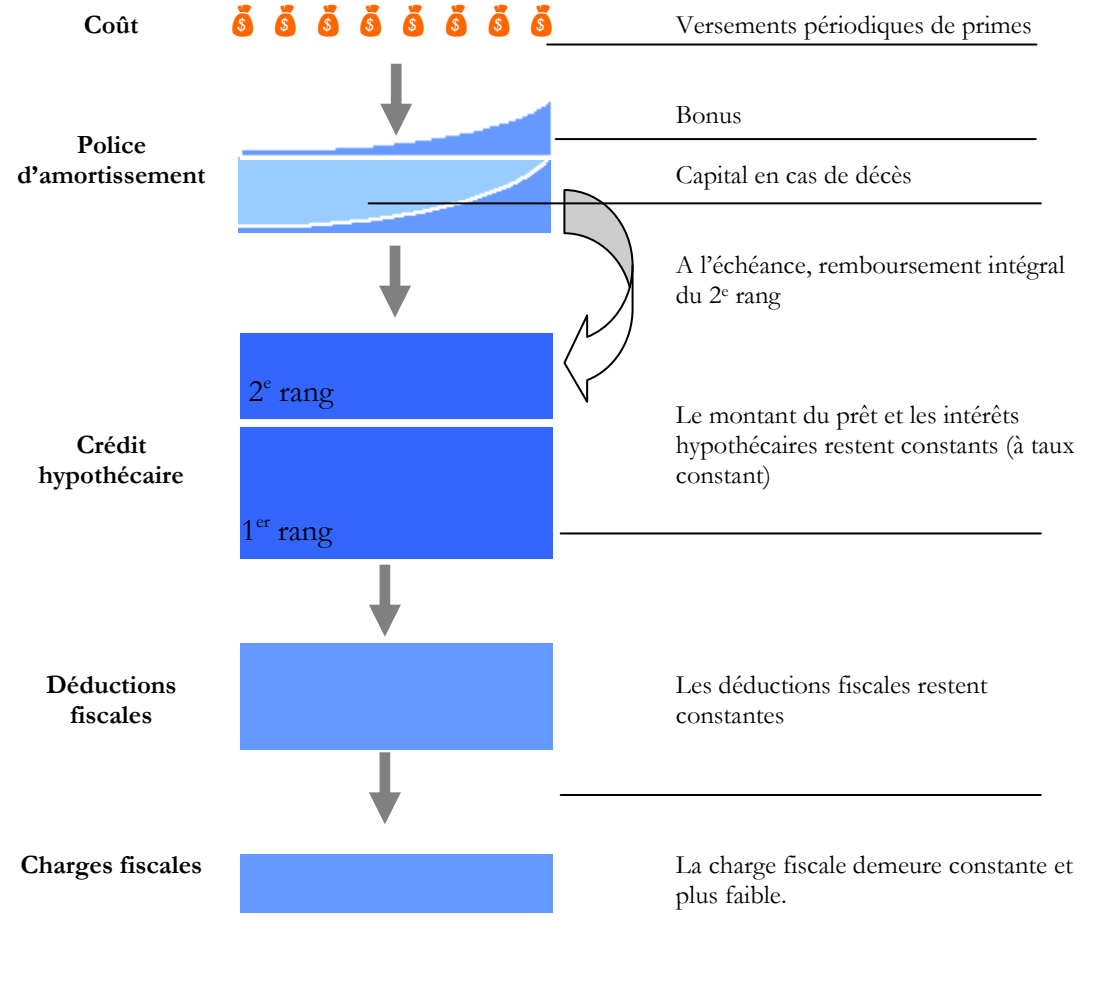 Coût
$ $ $ $ $ $ $ $
Versements périodiques de primes
Police
d'amortissement
Bonus
Capital en cas de décès
A l'échéance, remboursement intégral
du 2e rang
2e rang
Crédit
hypothécaire
1er rang
Le montant du prêt et les intérêts
hypothécaires restent constants (à taux
constant)
Déductions
fiscales
Les déductions fiscales restent
constantes
Charges fiscales
La charge fiscale demeure constante et
plus faible.